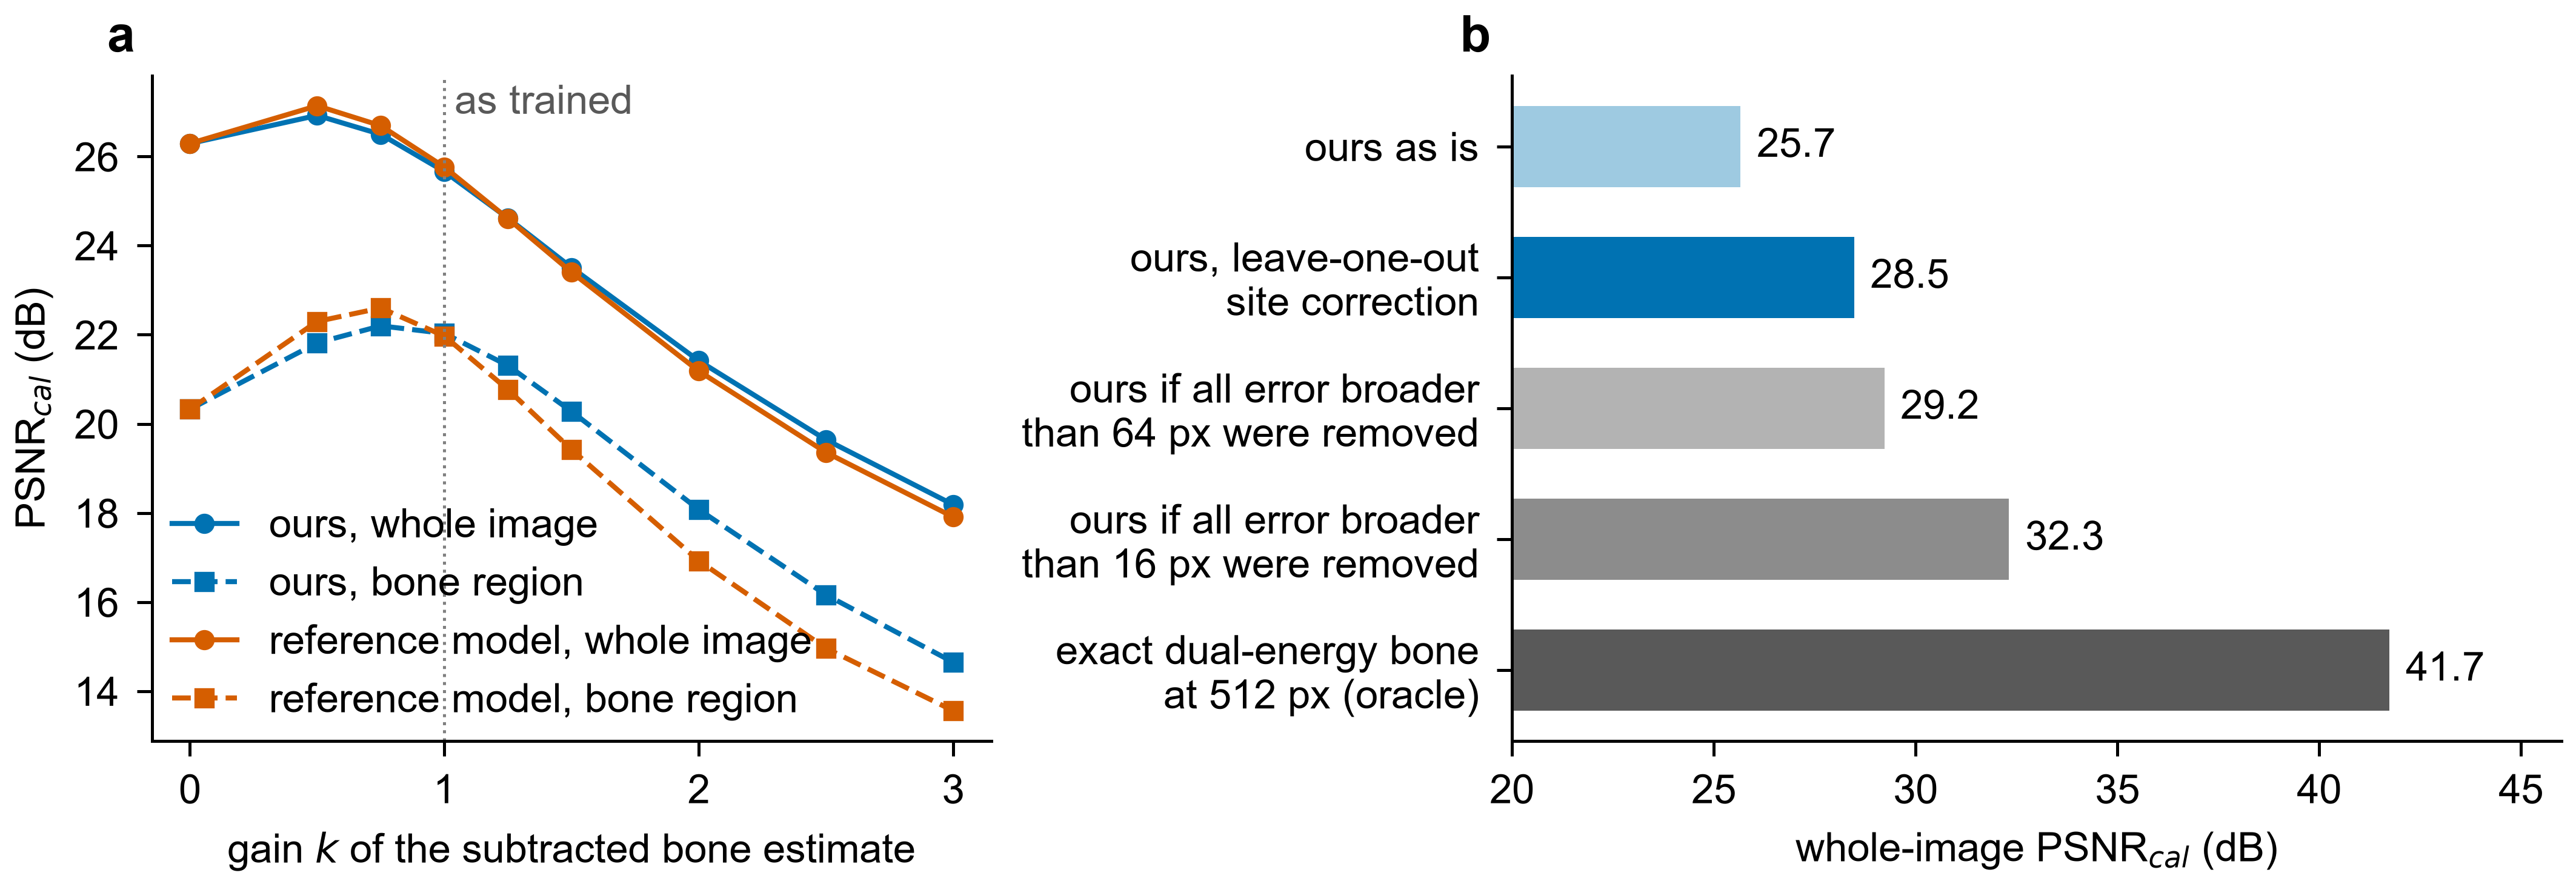 a
as trained
26
24
22
20
18
16
14
PSNRcal (dB)
ours, whole image
ours, bone region
reference model, whole image
reference model, bone region
0
1
2
3
gain k of the subtracted bone estimate
b
ours as is
25.7
ours, leave-one-out
site correction
28.5
ours if all error broader
than 64 px were removed
29.2
ours if all error broader
than 16 px were removed
32.3
exact dual-energy bone
at 512 px (oracle)
41.7
20
25
30
35
40
45
whole-image PSNRcal (dB)